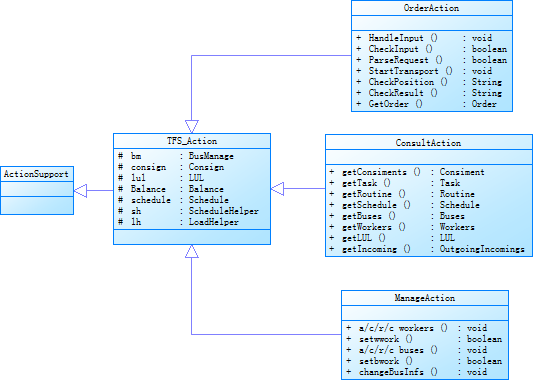 OrderAction
+ HandleInput () : void
+ CheckInput () : boolean
+ ParseRequest () : boolean
+ StartTransport () : void
+ CheckPosition () : String
+ CheckResult () : String
+ GetOrder () : Order
TFS_Action
# bm : BusManage
# consign : Consign
# lul : LUL
# Balance : Balance
# schedule : Schedule
# sh : ScheduleHelper
# lh : LoadHelper
ActionSupport
ConsultAction
+ getConsiments () : Consiment
+ getTask () : Task
+ getRoutine () : Routine
+ getSchedule () : Schedule
+ getBuses () : Buses
+ getWorkers () : Workers
+ getLUL () : LUL
+ getIncoming () : OutgoingIncomings
ManageAction
+ a/c/r/c workers () : void
+ setwwork () : boolean
+ a/c/r/c buses () : void
+ setbwork () : boolean
+ changeBusInfs () : void